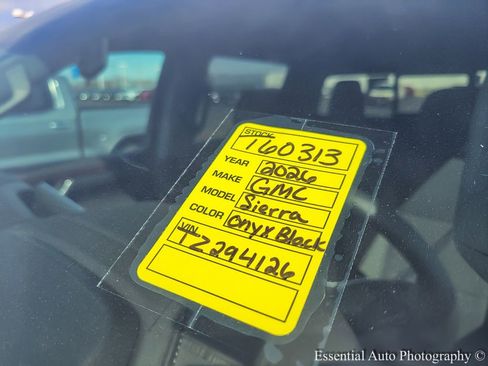 STOCK
160313
YEAR 2026
MAKE GMC
MODEL Sierra
COLOR Onyx Black
VIN
TZ294126
Essential Auto Photography ©